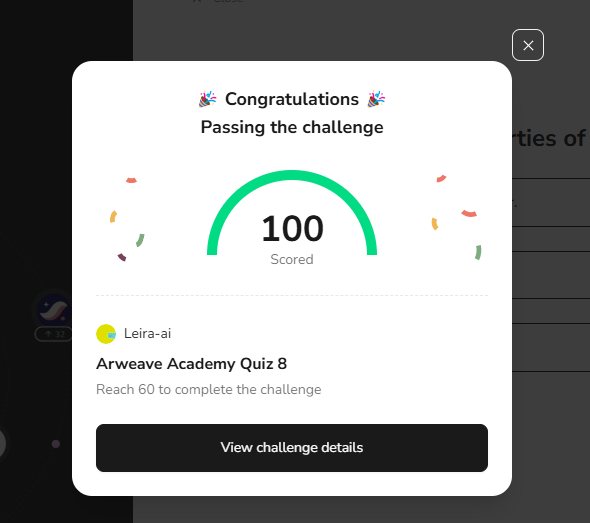 Congratulations
Passing the challenge
rties of
100
Scored
32
Leira-ai
Arweave Academy Quiz 8
Reach 60 to complete the challenge
View challenge details